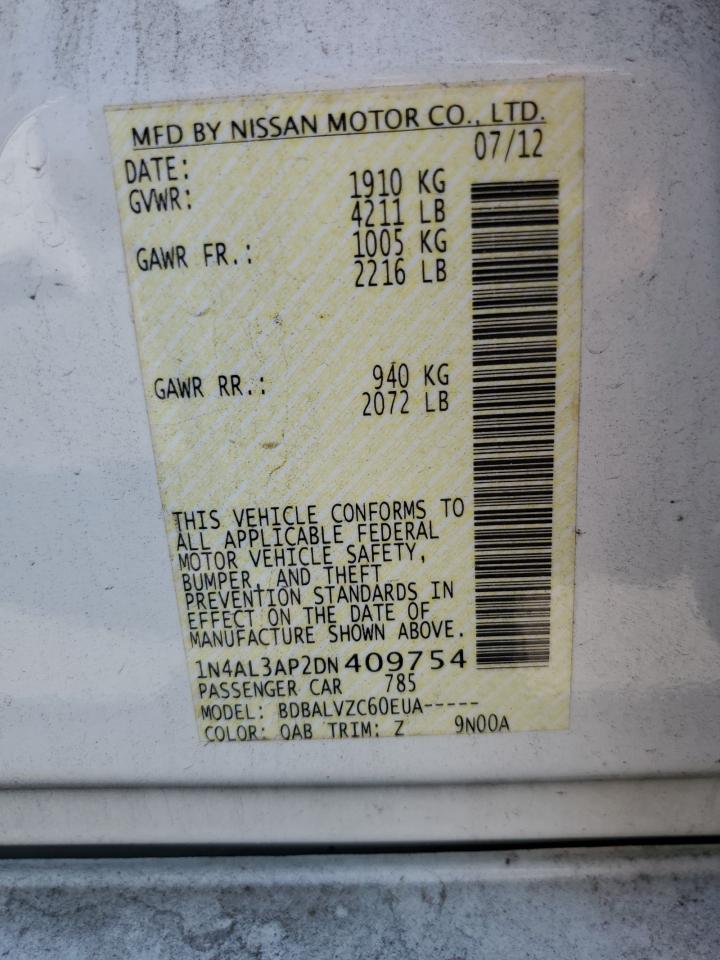 MFD BY NISSAN MOTOR CO., LTD.
DATE: 07/12
GVWR: 1910 KG
4211 LB
GAWR FR.: 1005 KG
2216 LB
GAWR RR.: 940 KG
2072 LB
THIS VEHICLE CONFORMS TO
ALL APPLICABLE FEDERAL
MOTOR VEHICLE SAFETY,
BUMPER, AND THEFT
PREVENTION STANDARDS IN
EFFECT ON THE DATE OF
MANUFACTURE SHOWN ABOVE.
1N4AL3AP2DN409754
PASSENGER CAR 785
MODEL: BDBALVZC60EUA-----
COLOR: QAB TRIM: Z 9N00A